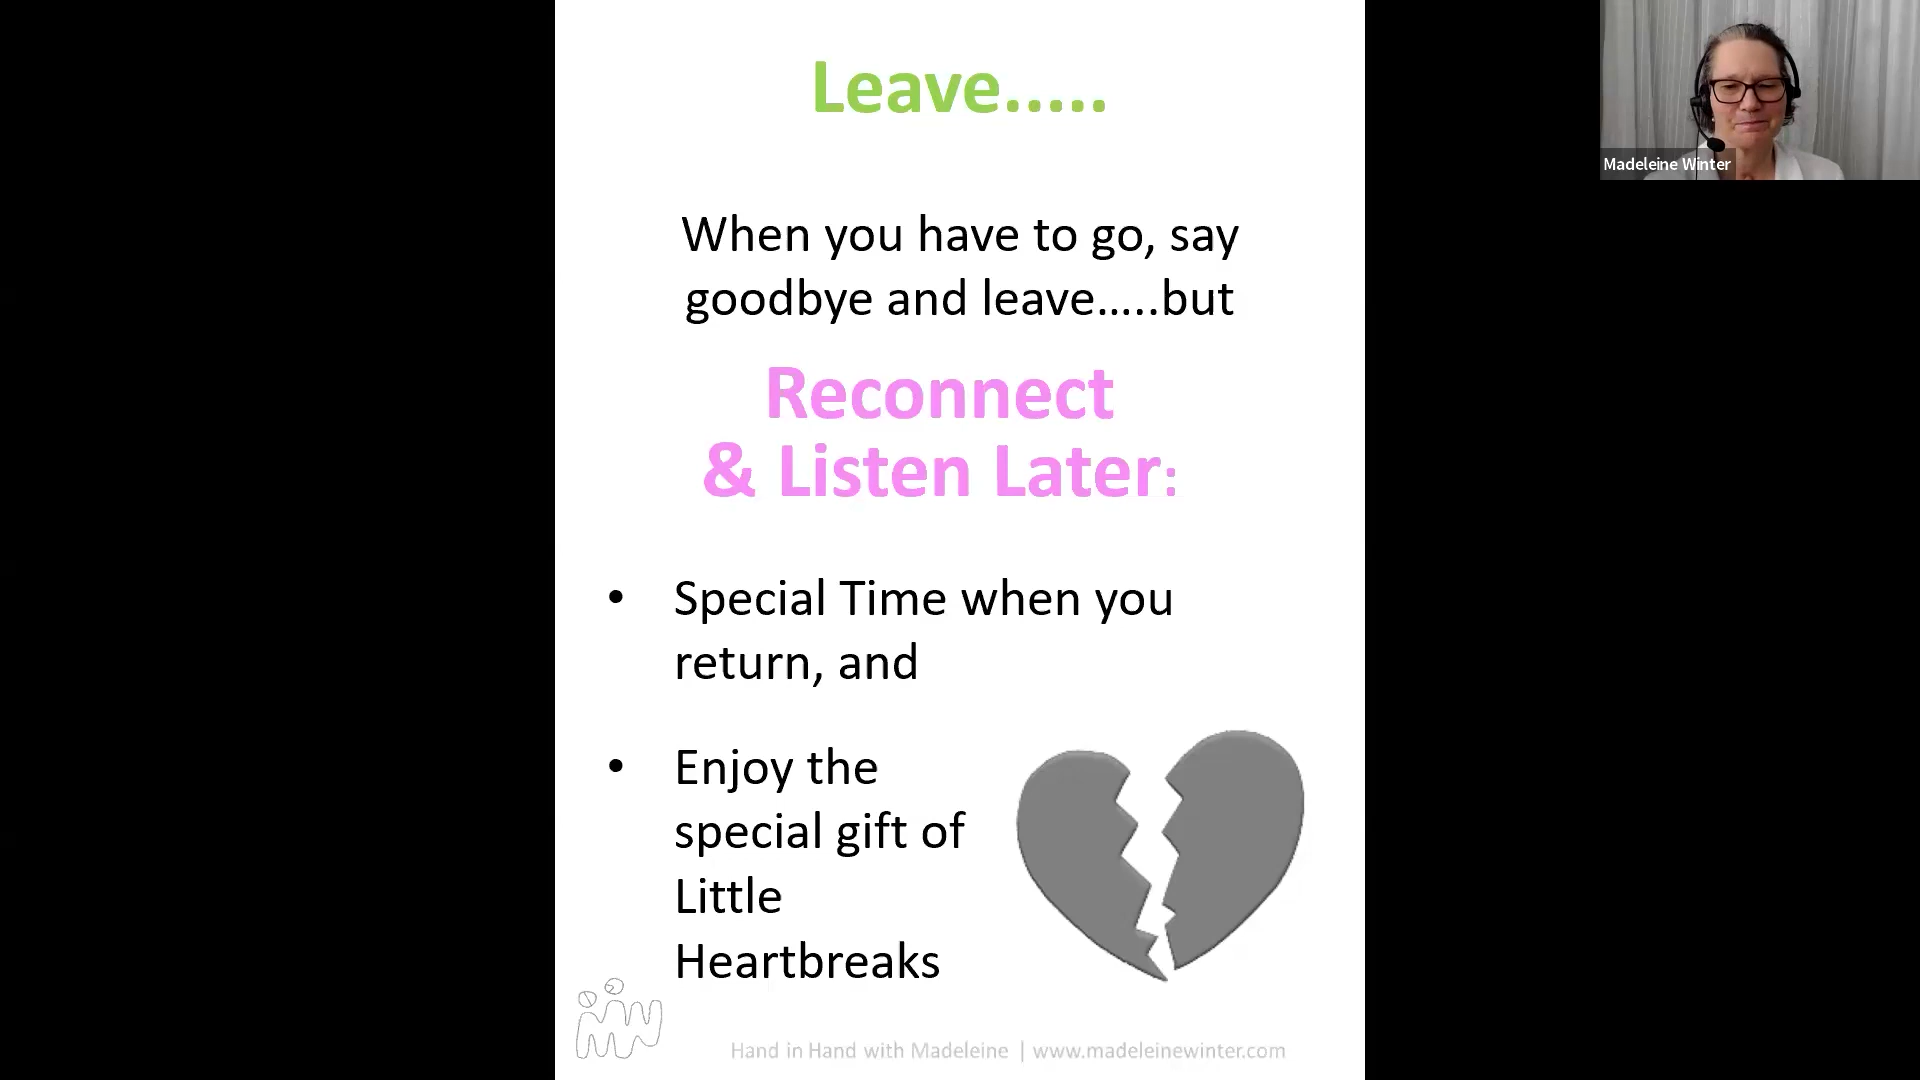 Leave.....
Madeleine Winter
When you have to go, say
goodbye and leave…..but
Reconnect
& Listen Later:
• Special Time when you
return, and
• Enjoy the
special gift of
Little
Heartbreaks
Hand in Hand with Madeleine | www.madeleinewinter.com